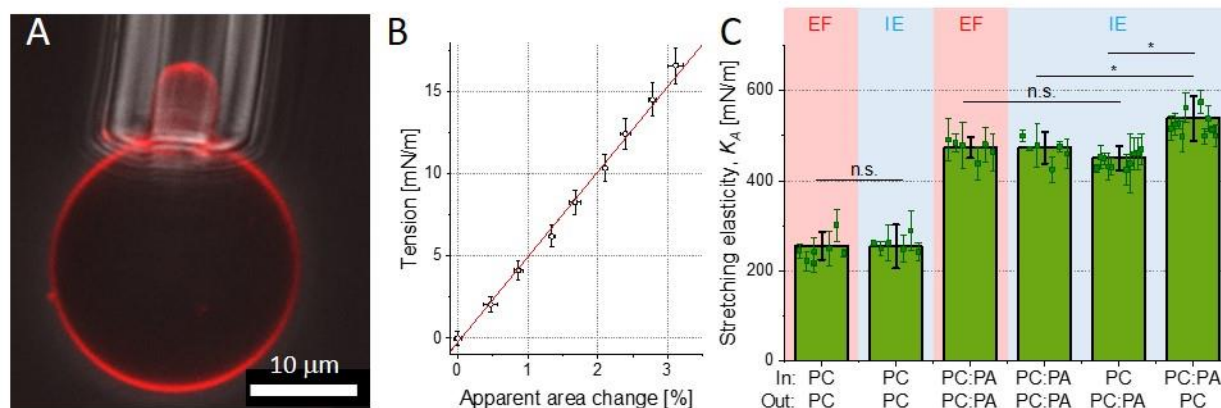 A
10 μm
B
Tension [mN/m]
15
10
5
0
0 1 2 3
Apparent area change [%]
C
EF IE EF IE
Stretching elasticity, K_A [mN/m]
600
400
200
0
n.s.
n.s.
*
*
In: PC PC PC:PA PC:PA PC PC:PA
Out: PC PC PC:PA PC:PA PC:PA PC